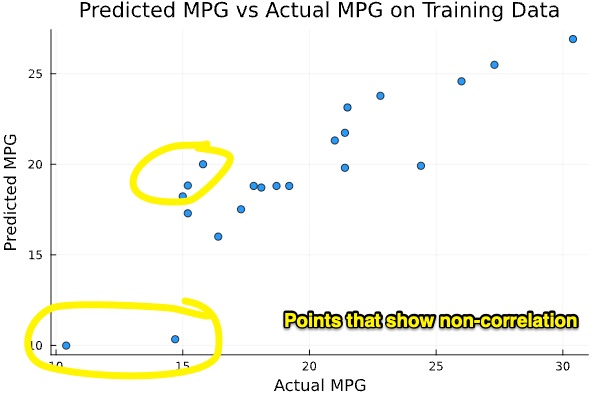 Predicted MPG vs Actual MPG on Training Data
25
20
15
10
Predicted MPG
Points that show non-correlation
10 15 20 25 30
Actual MPG